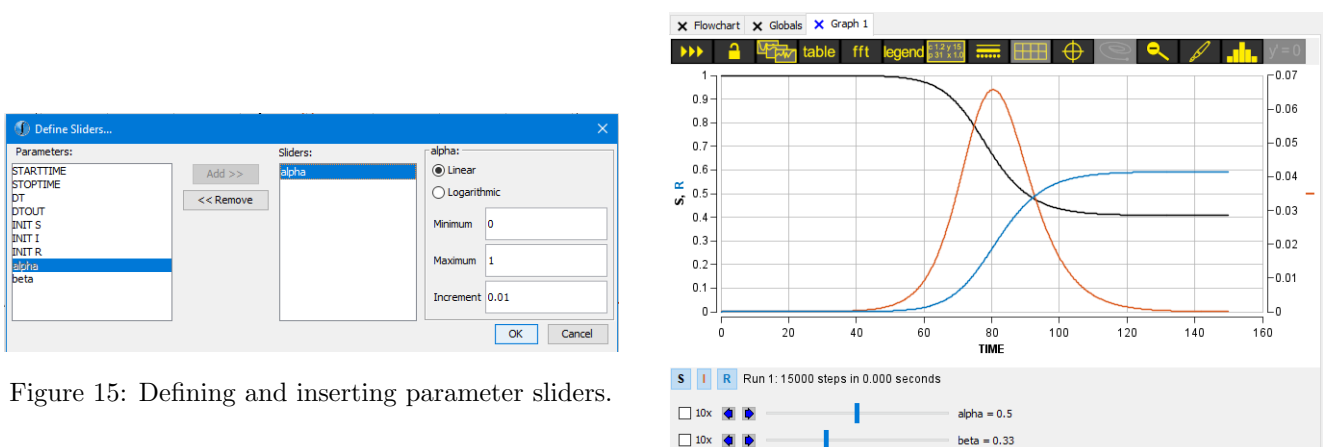 Define Sliders...
Parameters:
STARTTIME
STOPTIME
DT
DTOUT
INIT S
INIT I
INIT R
alpha
beta
Add >>
<< Remove
Sliders:
alpha
alpha:
Linear
Logarithmic
Minimum 0
Maximum 1
Increment 0.01
OK Cancel
Figure 15: Defining and inserting parameter sliders.
Flowchart Globals Graph 1
table fft legend y' = 0
1 0.07
0.9 0.06
0.8
0.7 0.05
0.6 0.04
0.5
0.4 0.03
0.3 0.02
0.2
0.1 0.01
0 0
S, R
0 20 40 60 80 100 120 140 160
TIME
S I R Run 1: 15000 steps in 0.000 seconds
10x alpha = 0.5
10x beta = 0.33